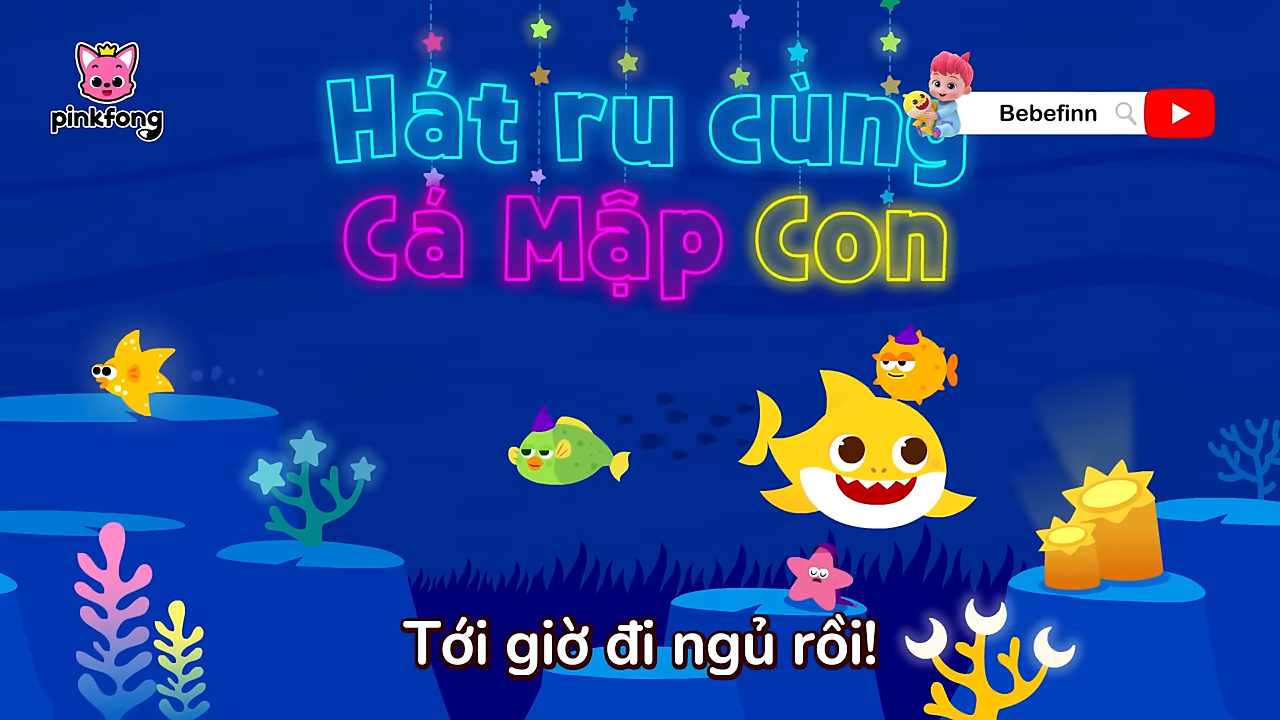 pinkfong
Hát ru cùng
Bebefinn
Cá Mập Con
Tới giờ đi ngủ rồi!